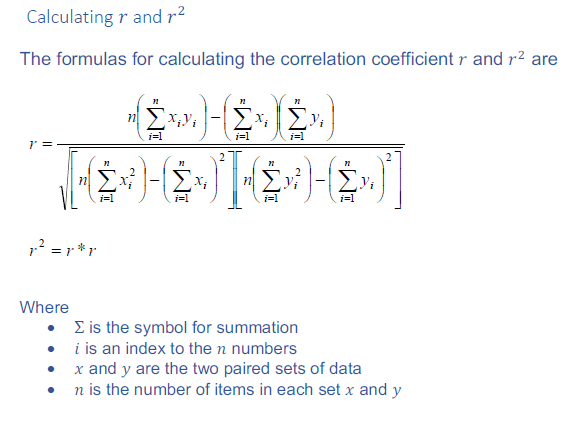 Calculating r and r²
The formulas for calculating the correlation coefficient r and r² are
r = \frac{n\left(\sum_{i=1}^{n} x_i y_i\right) - \left(\sum_{i=1}^{n} x_i\right)\left(\sum_{i=1}^{n} y_i\right)}{\sqrt{\left[n\left(\sum_{i=1}^{n} x_i^2\right) - \left(\sum_{i=1}^{n} x_i\right)^2\right]\left[n\left(\sum_{i=1}^{n} y_i^2\right) - \left(\sum_{i=1}^{n} y_i\right)^2\right]}}
r² = r * r
Where
• Σ is the symbol for summation
• i is an index to the n numbers
• x and y are the two paired sets of data
• n is the number of items in each set x and y